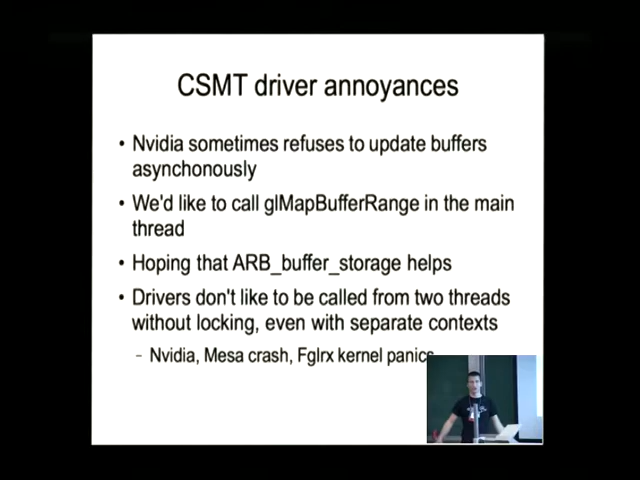 CSMT driver annoyances
• Nvidia sometimes refuses to update buffers
asynchonously
• We'd like to call glMapBufferRange in the main
thread
• Hoping that ARB_buffer_storage helps
• Drivers don't like to be called from two threads
without locking, even with separate contexts
– Nvidia, Mesa crash, Fglrx kernel panics